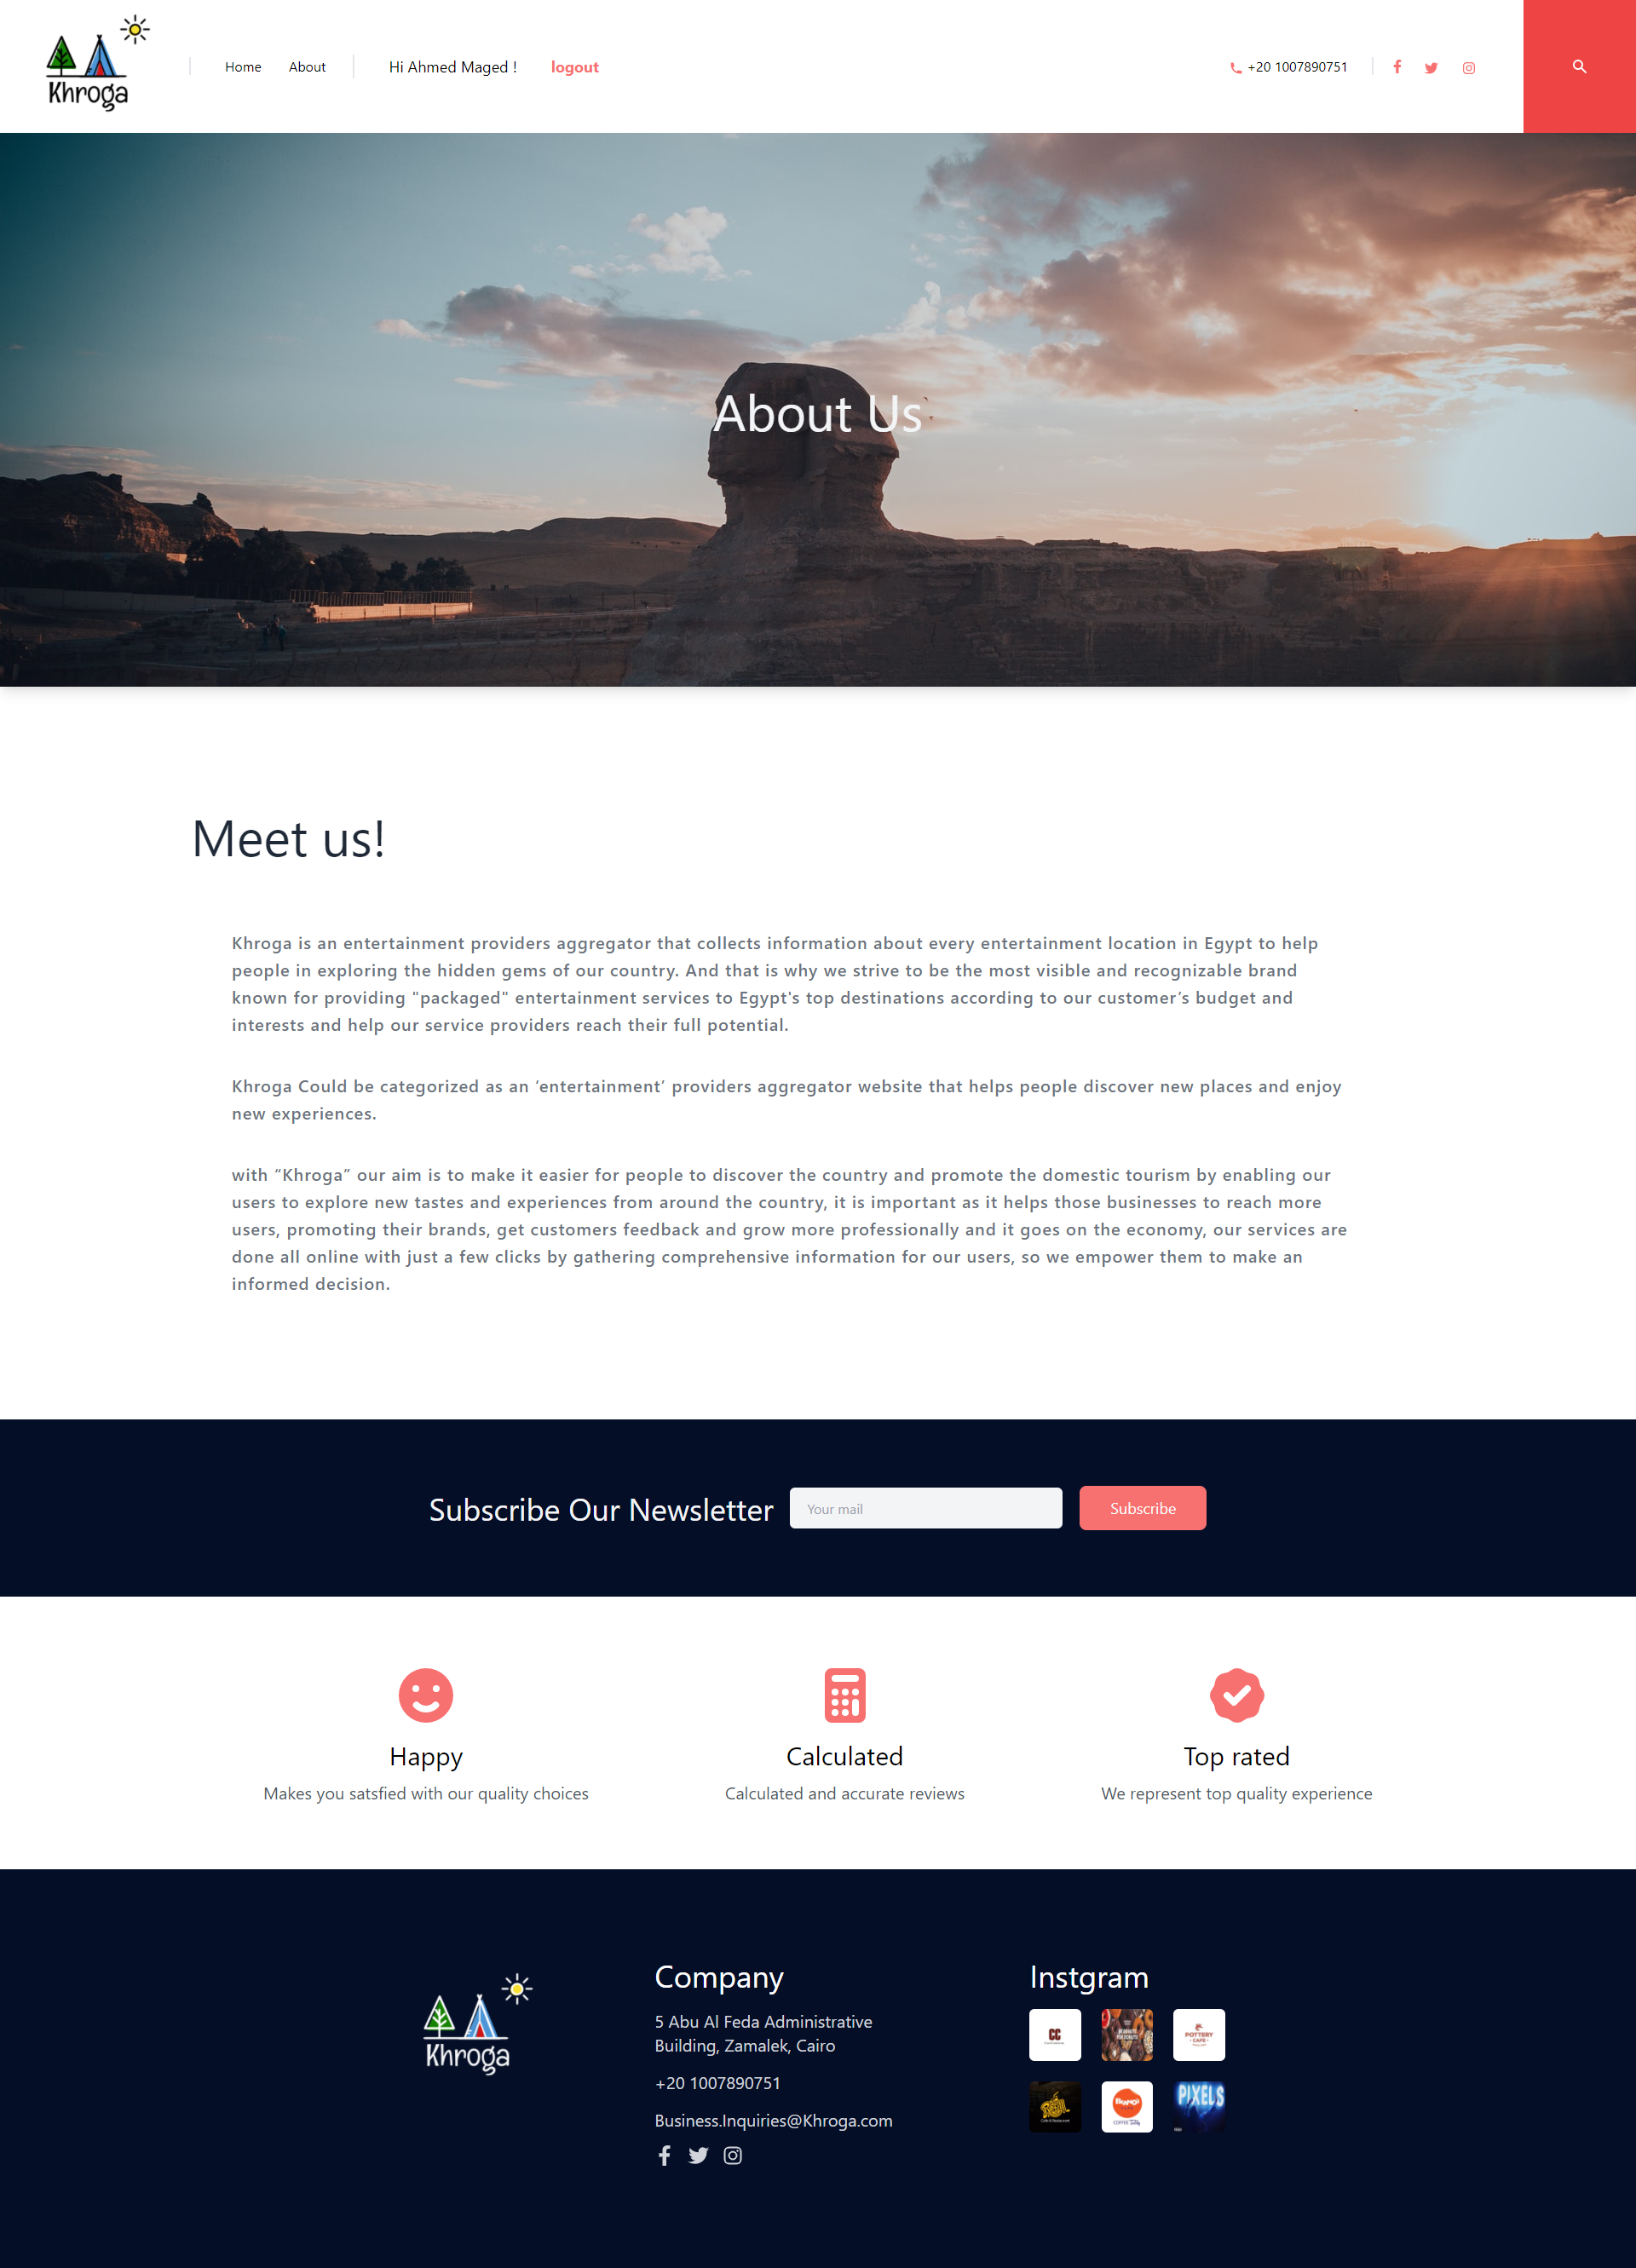 Khroga
Home About Hi Ahmed Maged ! logout +20 1007890751
About Us
Meet us!
Khroga is an entertainment providers aggregator that collects information about every entertainment location in Egypt to help
people in exploring the hidden gems of our country. And that is why we strive to be the most visible and recognizable brand
known for providing "packaged" entertainment services to Egypt's top destinations according to our customer’s budget and
interests and help our service providers reach their full potential.
Khroga Could be categorized as an ‘entertainment’ providers aggregator website that helps people discover new places and enjoy
new experiences.
with “Khroga” our aim is to make it easier for people to discover the country and promote the domestic tourism by enabling our
users to explore new tastes and experiences from around the country, it is important as it helps those businesses to reach more
users, promoting their brands, get customers feedback and grow more professionally and it goes on the economy, our services are
done all online with just a few clicks by gathering comprehensive information for our users, so we empower them to make an
informed decision.
Subscribe Our Newsletter Your mail Subscribe
Happy
Makes you satsfied with our quality choices
Calculated
Calculated and accurate reviews
Top rated
We represent top quality experience
Khroga
Company
5 Abu Al Feda Administrative
Building, Zamalek, Cairo
+20 1007890751
Business.Inquiries@Khroga.com
Instgram
CC
POTTERY
CAFE
PIXELS